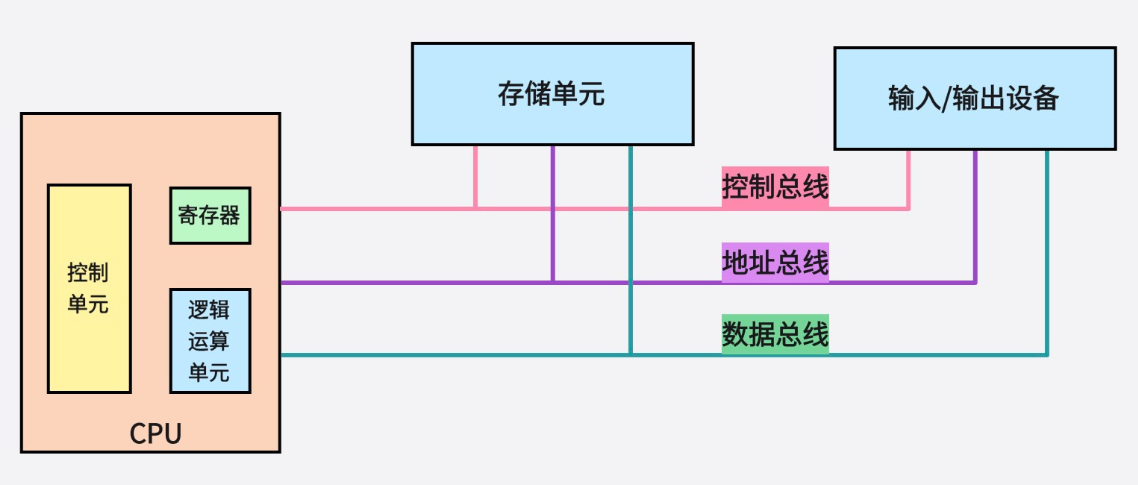 存储单元
输入/输出设备
控制总线
寄存器
地址总线
控制
单元
逻辑
运算
单元
数据总线
CPU